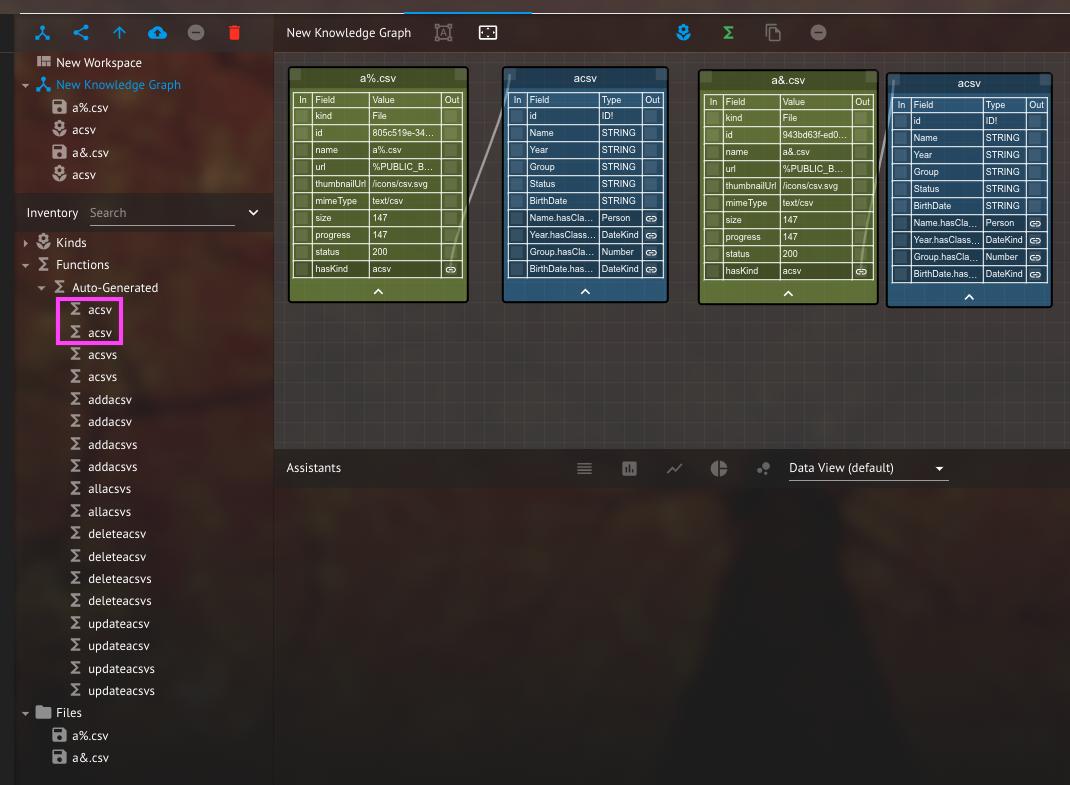 New Workspace
New Knowledge Graph
a%.csv
acsv
a&.csv
acsv
Inventory Search
Kinds
Functions
Auto-Generated
acsv
acsv
acsvs
acsvs
addacsv
addacsv
addacsvs
addacsvs
allacsvs
allacsvs
deleteacsv
deleteacsv
deleteacsvs
deleteacsvs
updateacsv
updateacsv
updateacsvs
updateacsvs
Files
a%.csv
a&.csv
New Knowledge Graph
a%.csv
In Field Value Out
kind File
id 805c519e-34...
name a%.csv
url %PUBLIC_B...
thumbnailUrl /icons/csv.svg
mimeType text/csv
size 147
progress 147
status 200
hasKind acsv
acsv
In Field Type Out
id ID!
Name STRING
Year STRING
Group STRING
Status STRING
BirthDate STRING
Name.hasCla... Person
Year.hasClass... DateKind
Group.hasCla... Number
BirthDate.has... DateKind
a&.csv
In Field Value Out
kind File
id 943bd63f-ed0...
name a&.csv
url %PUBLIC_B...
thumbnailUrl /icons/csv.svg
mimeType text/csv
size 147
progress 147
status 200
hasKind acsv
acsv
In Field Type Out
id ID!
Name STRING
Year STRING
Group STRING
Status STRING
BirthDate STRING
Name.hasCla... Person
Year.hasClass... DateKind
Group.hasCla... Number
BirthDate.has... DateKind
Assistants
Data View (default)